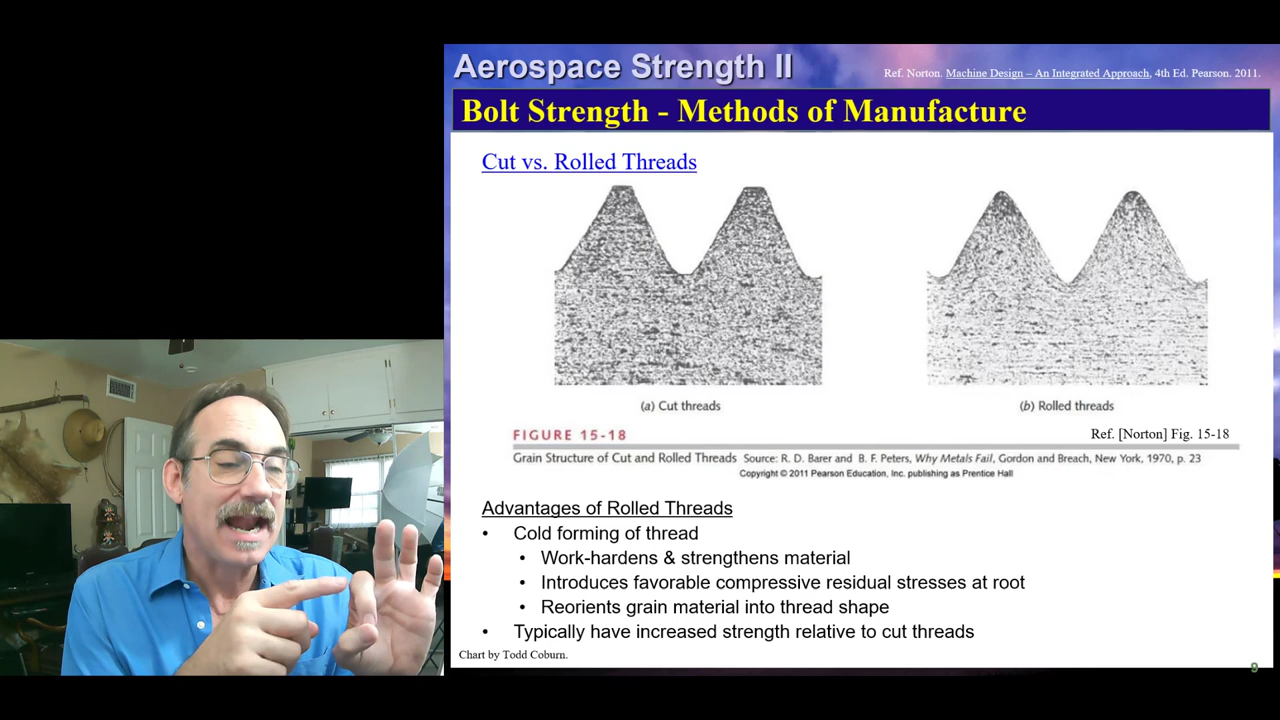 Aerospace Strength II
Ref. Norton. Machine Design – An Integrated Approach, 4th Ed. Pearson. 2011.
Bolt Strength - Methods of Manufacture
Cut vs. Rolled Threads
(a) Cut threads
(b) Rolled threads
FIGURE 15-18
Ref. [Norton] Fig. 15-18
Grain Structure of Cut and Rolled Threads Source: R. D. Barer and B. F. Peters, Why Metals Fail, Gordon and Breach, New York, 1970, p. 23
Copyright © 2011 Pearson Education, Inc. publishing as Prentice Hall
Advantages of Rolled Threads
• Cold forming of thread
• Work-hardens & strengthens material
• Introduces favorable compressive residual stresses at root
• Reorients grain material into thread shape
• Typically have increased strength relative to cut threads
Chart by Todd Coburn.
9